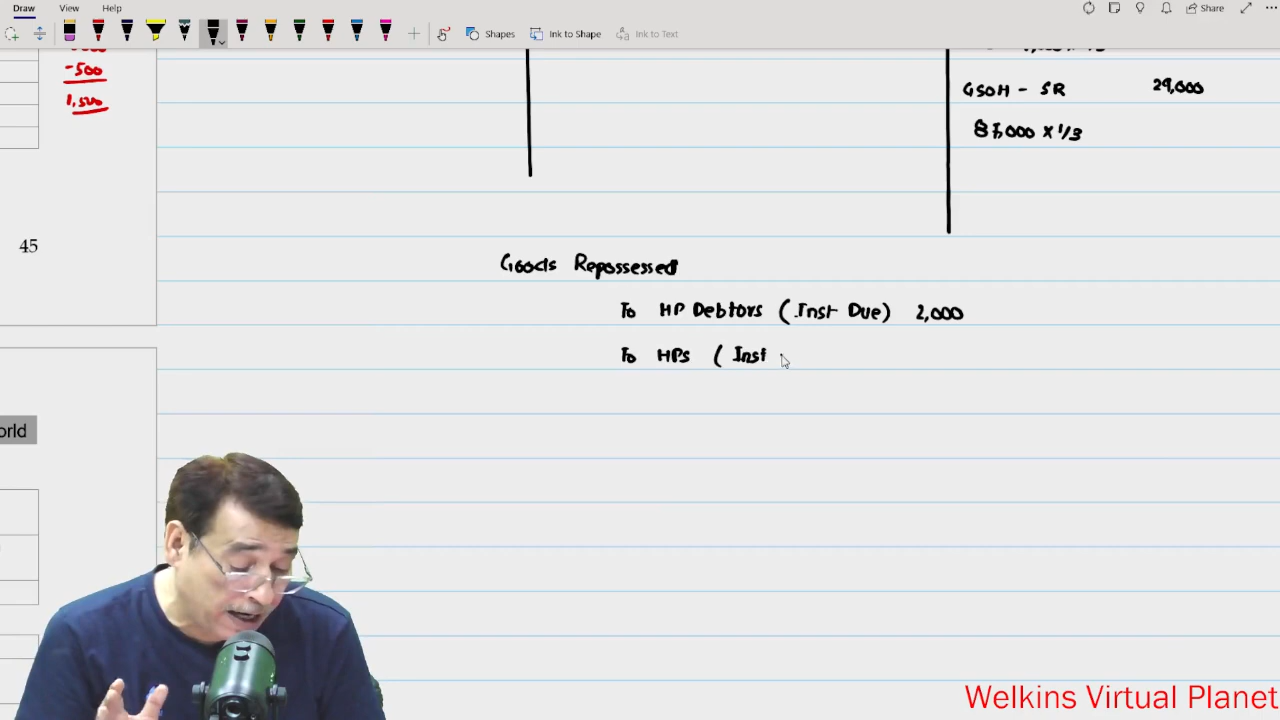 Draw View Help
Shapes Ink to Shape Ink to Text Share
-500
1,500
GSOH - SR 29,000
87,000 x 1/3
45
Goods Repossessed
To HP Debtors (Inst Due) 2,000
To HPS ( Inst
orld
Welkins Virtual Planet